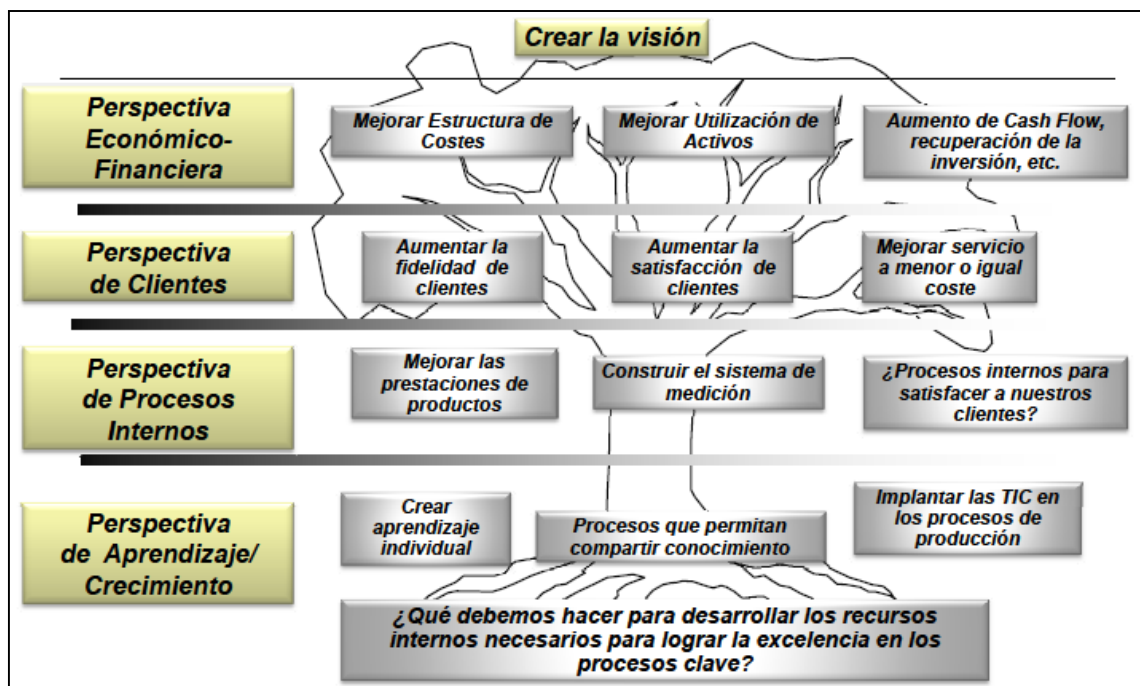 Crear la visión
Perspectiva
Económico-
Financiera
Mejorar Estructura de
Costes
Mejorar Utilización de
Activos
Aumento de Cash Flow,
recuperación de la
inversión, etc.
Perspectiva
de Clientes
Aumentar la
fidelidad de
clientes
Aumentar la
satisfacción de
clientes
Mejorar servicio
a menor o igual
coste
Perspectiva
de Procesos
Internos
Mejorar las
prestaciones de
productos
Construir el sistema de
medición
¿Procesos internos para
satisfacer a nuestros
clientes?
Perspectiva
de Aprendizaje/
Crecimiento
Crear
aprendizaje
individual
Procesos que permitan
compartir conocimiento
Implantar las TIC en
los procesos de
producción
¿Qué debemos hacer para desarrollar los recursos
internos necesarios para lograr la excelencia en los
procesos clave?